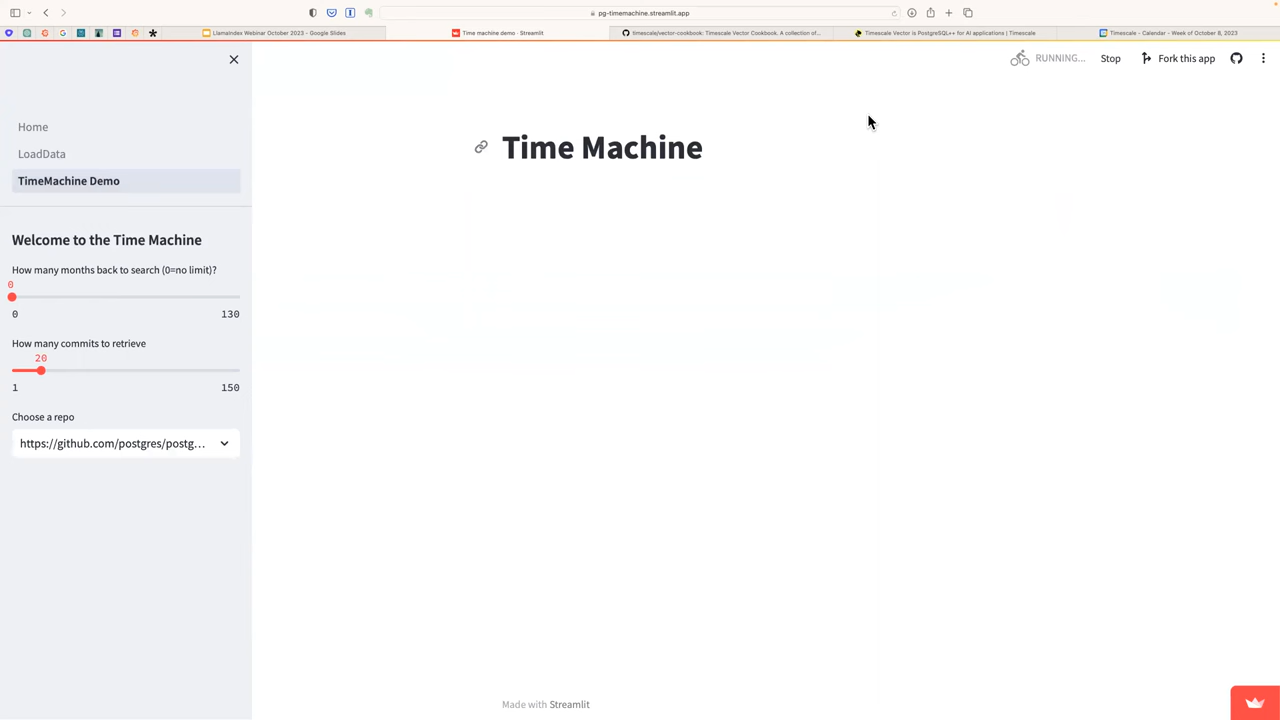 pg-timemachine.streamlit.app
LlamaIndex Webinar October 2023 - Google Slides
Time machine demo · Streamlit
timescale/vector-cookbook: Timescale Vector Cookbook. A collection of...
Timescale Vector is PostgreSQL++ for AI applications | Timescale
Timescale - Calendar - Week of October 8, 2023
RUNNING...
Stop
Fork this app
Home
LoadData
TimeMachine Demo
Welcome to the Time Machine
How many months back to search (0=no limit)?
0
0
130
How many commits to retrieve
20
1
150
Choose a repo
https://github.com/postgres/postg...
Time Machine
Made with Streamlit